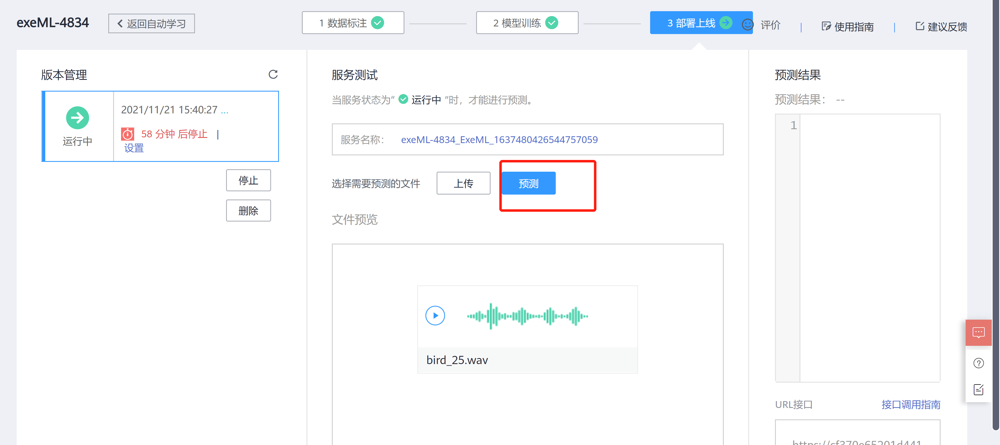 exeML-4834
返回自动学习
1 数据标注
2 模型训练
3 部署上线
评价
使用指南
建议反馈
版本管理
2021/11/21 15:40:27 ...
运行中
58 分钟 后停止 |
设置
停止
删除
服务测试
当服务状态为“ 运行中 ”时，才能进行预测。
服务名称： exeML-4834_ExeML_1637480426544757059
选择需要预测的文件
上传
预测
文件预览
bird_25.wav
预测结果
预测结果： --
1
URL接口
接口调用指南
https://cf370e65201d441